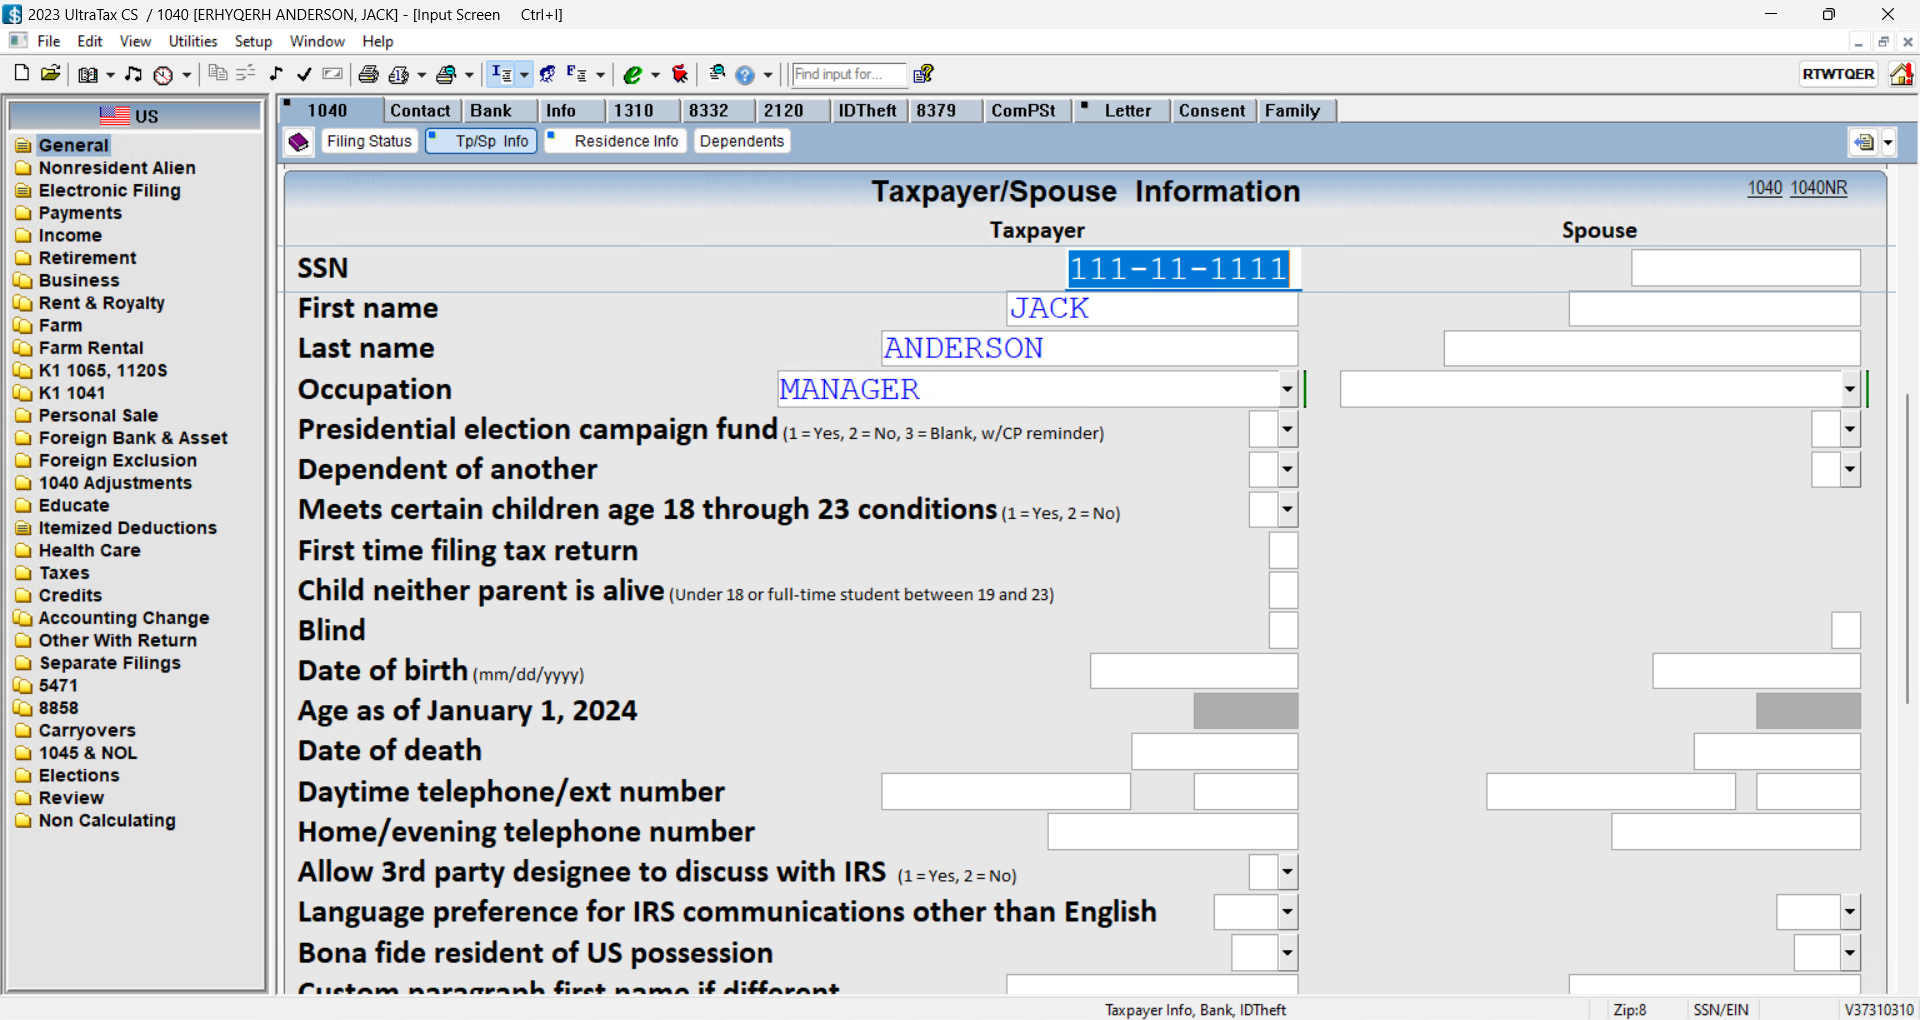 2023 UltraTax CS / 1040 [ERHYQERH ANDERSON, JACK] - [Input Screen Ctrl+I]
File Edit View Utilities Setup Window Help
Find input for...
RTWTQER
US
General
Nonresident Alien
Electronic Filing
Payments
Income
Retirement
Business
Rent & Royalty
Farm
Farm Rental
K1 1065, 1120S
K1 1041
Personal Sale
Foreign Bank & Asset
Foreign Exclusion
1040 Adjustments
Educate
Itemized Deductions
Health Care
Taxes
Credits
Accounting Change
Other With Return
Separate Filings
5471
8858
Carryovers
1045 & NOL
Elections
Review
Non Calculating
1040 Contact Bank Info 1310 8332 2120 IDTheft 8379 ComPSt Letter Consent Family
Filing Status Tp/Sp Info Residence Info Dependents
Taxpayer/Spouse Information 1040 1040NR
Taxpayer Spouse
SSN 111-11-1111
First name JACK
Last name ANDERSON
Occupation MANAGER
Presidential election campaign fund (1 = Yes, 2 = No, 3 = Blank, w/CP reminder)
Dependent of another
Meets certain children age 18 through 23 conditions (1 = Yes, 2 = No)
First time filing tax return
Child neither parent is alive (Under 18 or full-time student between 19 and 23)
Blind
Date of birth (mm/dd/yyyy)
Age as of January 1, 2024
Date of death
Daytime telephone/ext number
Home/evening telephone number
Allow 3rd party designee to discuss with IRS (1 = Yes, 2 = No)
Language preference for IRS communications other than English
Bona fide resident of US possession
Custom paragraph first name if different
Taxpayer Info, Bank, IDTheft Zip:8 SSN/EIN V37310310